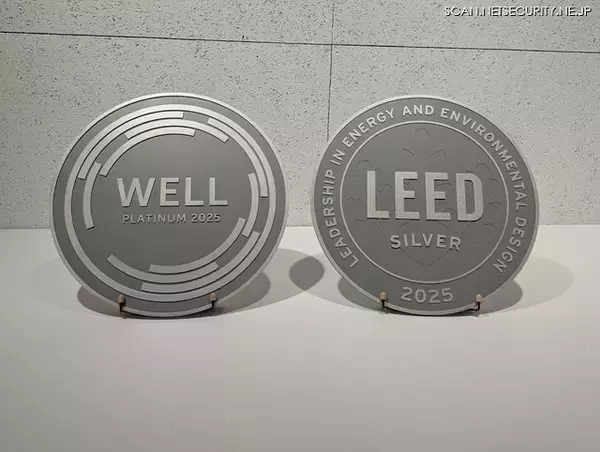 SCAN.NETSECURITY.NE.JP
WELL
PLATINUM 2025
LEADERSHIP IN ENERGY AND ENVIRONMENTAL DESIGN
LEED
SILVER
2025